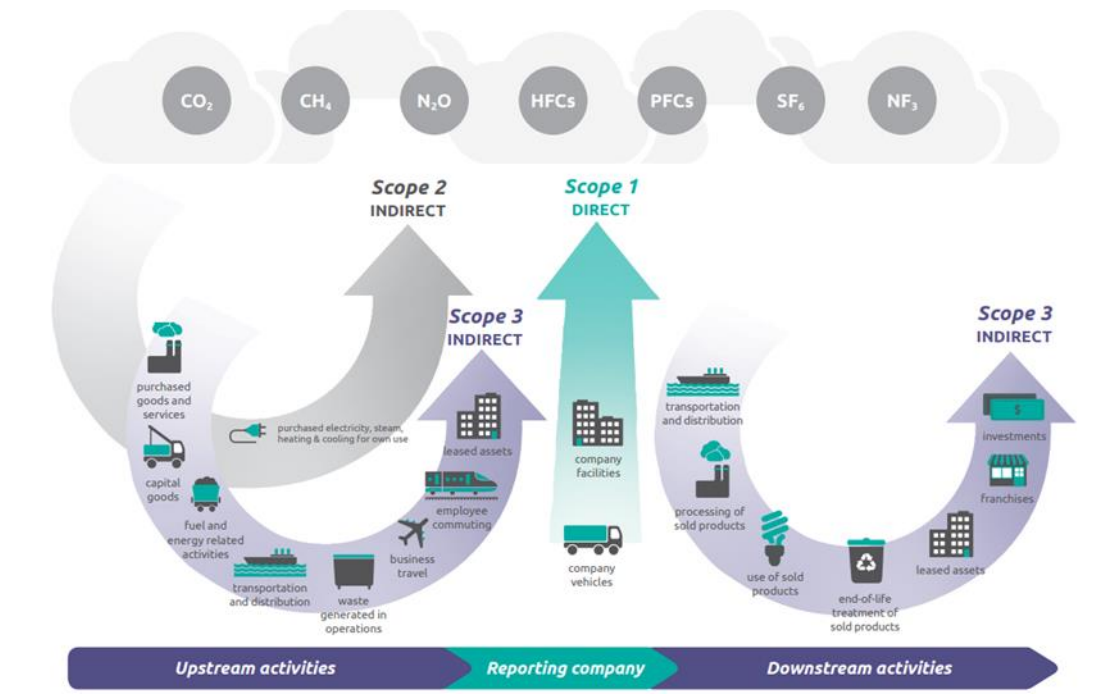 CO₂
CH₄
N₂O
HFCs
PFCs
SF₆
NF₃
Scope 2
INDIRECT
Scope 1
DIRECT
Scope 3
INDIRECT
Scope 3
INDIRECT
purchased
goods and
services
capital
goods
fuel and
energy related
activities
purchased electricity, steam,
heating & cooling for own use
transportation
and distribution
waste
generated in
operations
business
travel
employee
commuting
leased assets
company
facilities
company
vehicles
transportation
and distribution
processing of
sold products
use of sold
products
end-of-life
treatment of
sold products
leased assets
franchises
$
investments
Upstream activities
Reporting company
Downstream activities